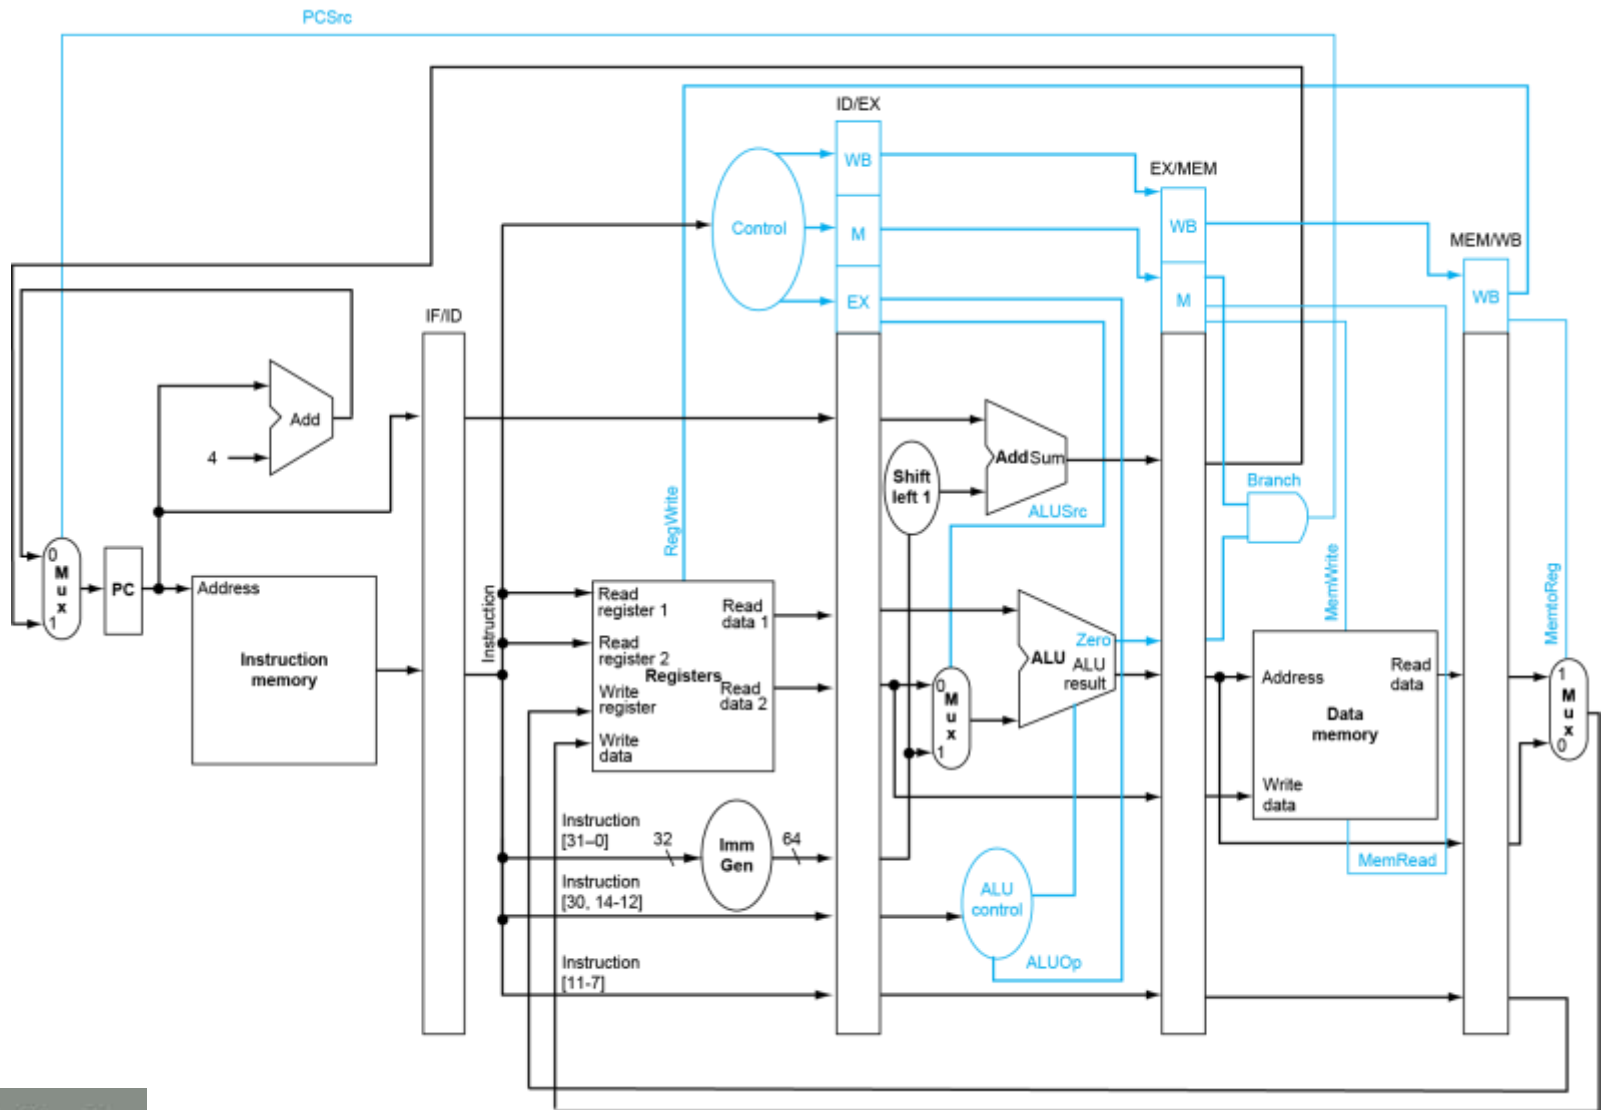 PCSrc
ID/EX
WB
EX/MEM
Control
M
WB
MEM/WB
EX
M
WB
IF/ID
Add
4
Add Sum
Shift
left 1
Branch
ALUSrc
RegWrite
MemWrite
MemtoReg
0
M
u
x
1
PC
Address
Instruction
memory
Instruction
Read
register 1
Read
data 1
Read
register 2
Registers
Read
data 2
Write
register
Write
data
0
M
u
x
1
Zero
ALU
ALU
result
Address
Read
data
Data
memory
Write
data
1
M
u
x
0
Instruction
[31–0]
32
Imm
Gen
64
MemRead
Instruction
[30, 14-12]
ALU
control
ALUOp
Instruction
[11-7]